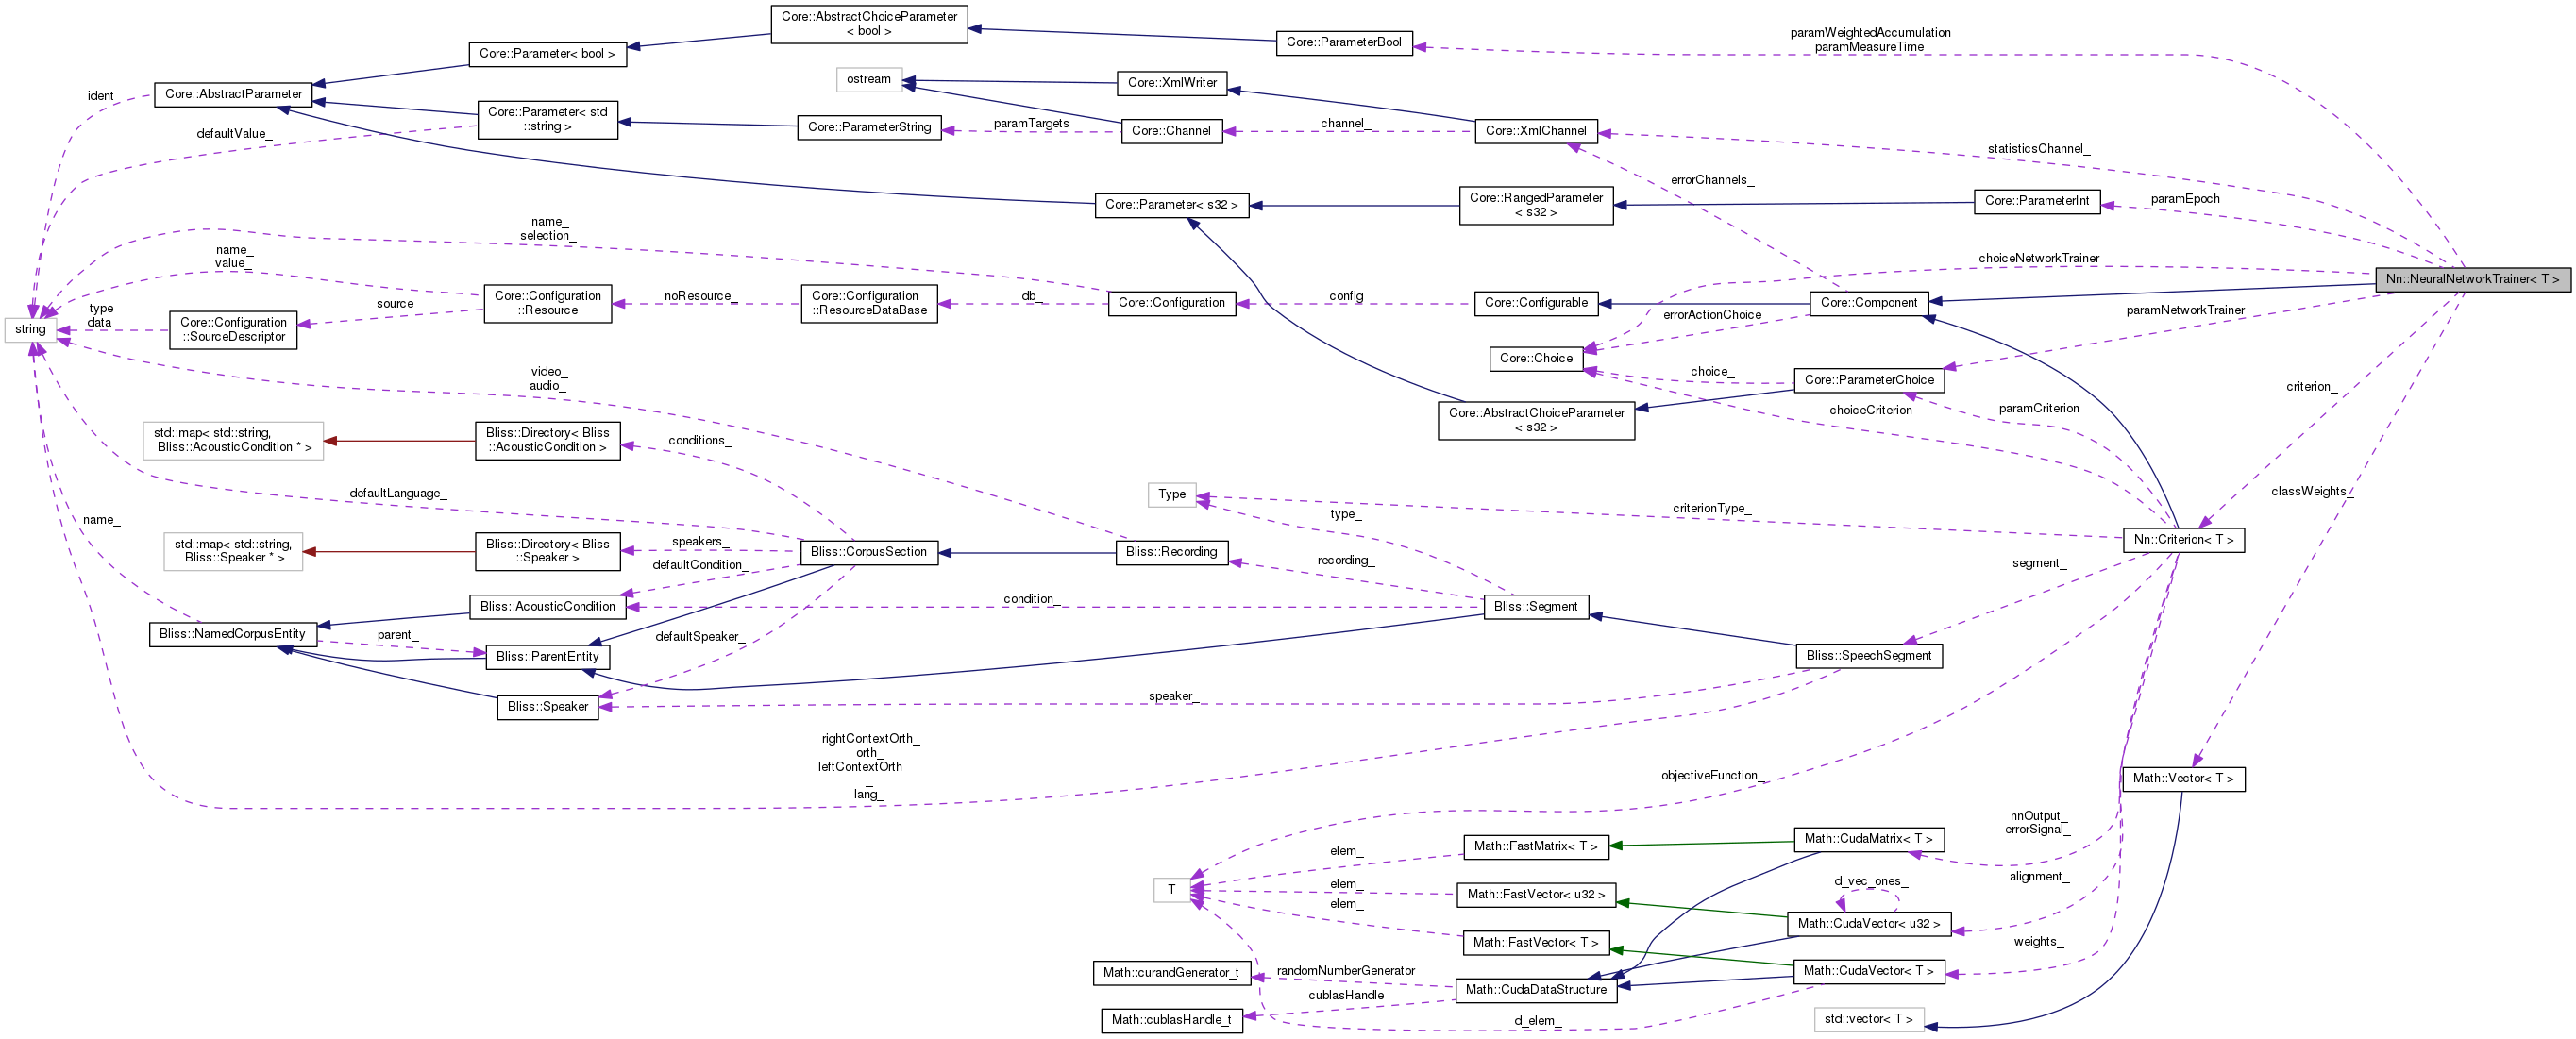 Core::AbstractChoiceParameter
< bool >
paramWeightedAccumulation
paramMeasureTime
Core::ParameterBool
Core::Parameter< bool >
ostream
Core::XmlWriter
Core::AbstractParameter
ident
Core::Parameter< std
::string >
defaultValue_
Core::ParameterString
paramTargets
Core::Channel
channel_
Core::XmlChannel
statisticsChannel_
errorChannels_
Core::Parameter< s32 >
Core::RangedParameter
< s32 >
Core::ParameterInt
paramEpoch
name_
selection_
name_
value_
choiceNetworkTrainer
Nn::NeuralNetworkTrainer< T >
type
data
source_
Core::Configuration
::Resource
noResource_
Core::Configuration
::ResourceDataBase
db_
Core::Configuration
config
Core::Configurable
Core::Component
string
Core::Configuration
::SourceDescriptor
errorActionChoice
paramNetworkTrainer
Core::Choice
video_
audio_
choice_
Core::ParameterChoice
criterion_
Core::AbstractChoiceParameter
< s32 >
choiceCriterion
paramCriterion
std::map< std::string,
Bliss::AcousticCondition * >
Bliss::Directory< Bliss
::AcousticCondition >
conditions_
defaultLanguage_
Type
type_
criterionType_
classWeights_
name_
std::map< std::string,
Bliss::Speaker * >
Bliss::Directory< Bliss
::Speaker >
speakers_
defaultCondition_
Bliss::CorpusSection
Bliss::Recording
recording_
Nn::Criterion< T >
segment_
Bliss::AcousticCondition
condition_
Bliss::Segment
Bliss::NamedCorpusEntity
parent_
defaultSpeaker_
Bliss::ParentEntity
Bliss::SpeechSegment
Bliss::Speaker
speaker_
rightContextOrth_
orth_
leftContextOrth
_
lang_
objectiveFunction_
Math::Vector< T >
nnOutput_
errorSignal_
Math::CudaMatrix< T >
Math::FastMatrix< T >
elem_
T
elem_
Math::FastVector< u32 >
d_vec_ones_
alignment_
elem_
Math::CudaVector< u32 >
Math::FastVector< T >
weights_
Math::curandGenerator_t
randomNumberGenerator
Math::CudaVector< T >
cublasHandle
Math::CudaDataStructure
Math::cublasHandle_t
d_elem_
std::vector< T >